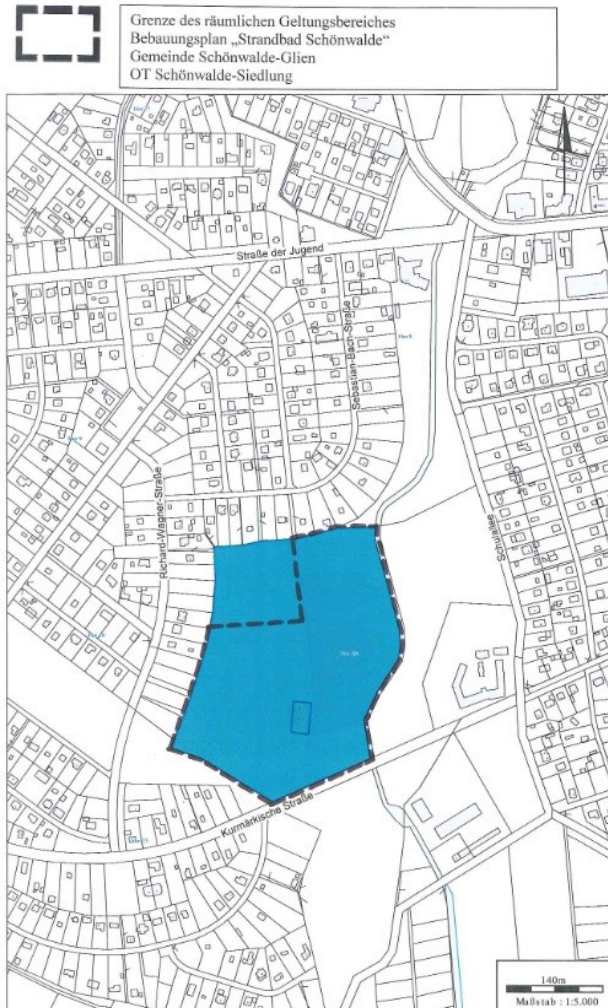 Grenze des räumlichen Geltungsbereiches
Bebauungsplan „Strandbad Schönwalde“
Gemeinde Schönwalde-Glien
OT Schönwalde-Siedlung
Straße der Jugend
Sebastian-Bach-Straße
Richard-Wagner-Straße
Schulallee
Kurmärkische Straße
140m
Maßstab : 1:5.000